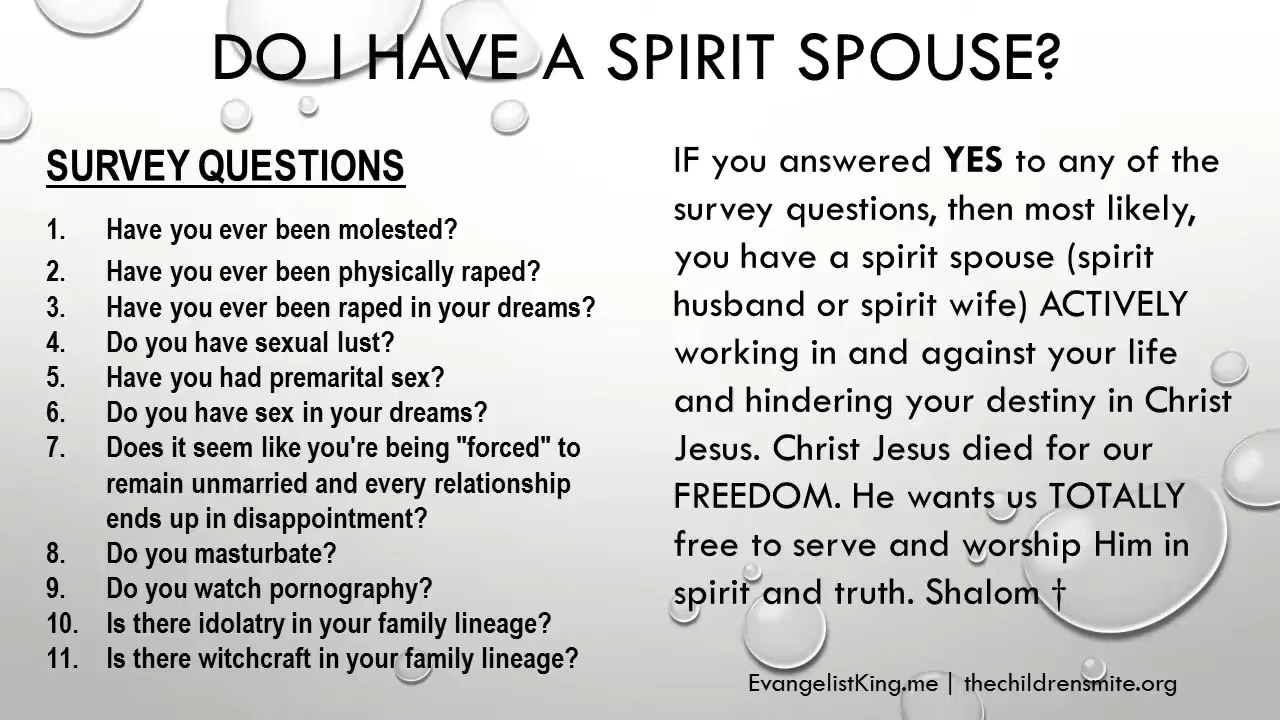 DO I HAVE A SPIRIT SPOUSE?
SURVEY QUESTIONS
1. Have you ever been molested?
2. Have you ever been physically raped?
3. Have you ever been raped in your dreams?
4. Do you have sexual lust?
5. Have you had premarital sex?
6. Do you have sex in your dreams?
7. Does it seem like you're being "forced" to
remain unmarried and every relationship
ends up in disappointment?
8. Do you masturbate?
9. Do you watch pornography?
10. Is there idolatry in your family lineage?
11. Is there witchcraft in your family lineage?
IF you answered YES to any of the
survey questions, then most likely,
you have a spirit spouse (spirit
husband or spirit wife) ACTIVELY
working in and against your life
and hindering your destiny in Christ
Jesus. Christ Jesus died for our
FREEDOM. He wants us TOTALLY
free to serve and worship Him in
spirit and truth. Shalom †
EvangelistKing.me | thechildrensmite.org